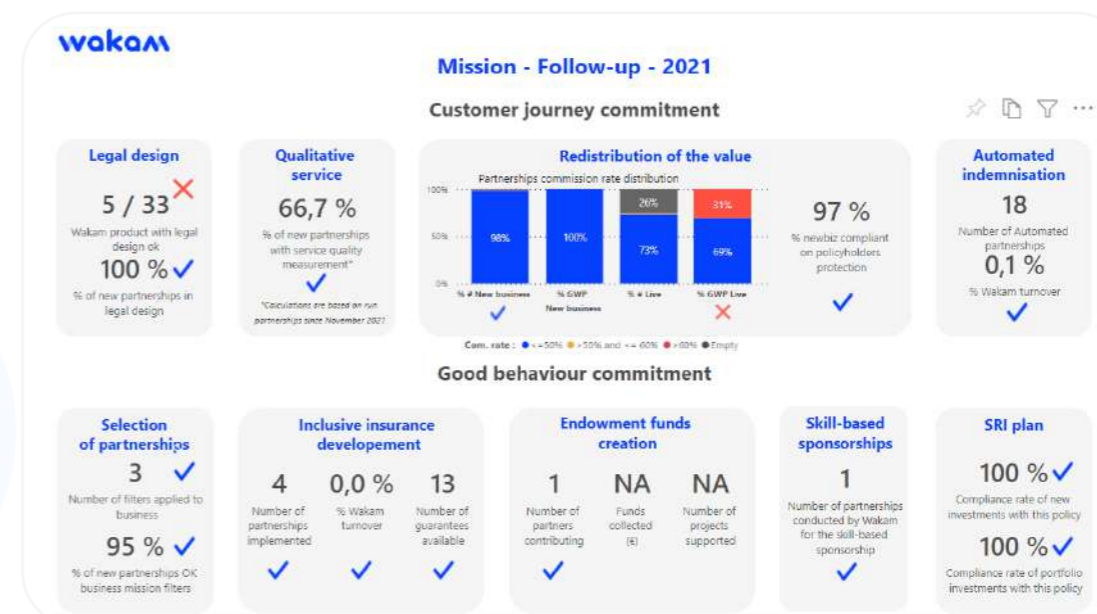 wakam
Mission - Follow-up - 2021
Customer journey commitment
Legal design
5 / 33
Wakam product with legal
design ok
100 %
% of new partnerships in
legal design
Qualitative
service
66,7 %
% of new partnerships
with service quality
measurement*
*Calculations are based on run
partnerships since November 2021
Redistribution of the value
Partnerships commission rate distribution
100%
50%
0%
98%
100%
26%
73%
31%
69%
% # New business
% GWP
New business
% # Live
% GWP Live
Com. rate : <=50% >50% and <= 60% >60% Empty
97 %
% newbiz compliant
on policyholders
protection
Automated
indemnisation
18
Number of Automated
partnerships
0,1 %
% Wakam turnover
Good behaviour commitment
Selection
of partnerships
3
Number of filters applied to
business
95 %
% of new partnerships OK
business mission filters
Inclusive insurance
developement
4
Number of
partnerships
implemented
0,0 %
% Wakam
turnover
13
Number of
guarantees
available
Endowment funds
creation
1
Number of
partners
contributing
NA
Funds
collected
(€)
NA
Number of
projects
supported
Skill-based
sponsorships
1
Number of partnerships
conducted by Wakam
for the skill-based
sponsorship
SRI plan
100 %
Compliance rate of new
investments with this policy
100 %
Compliance rate of portfolio
investments with this policy